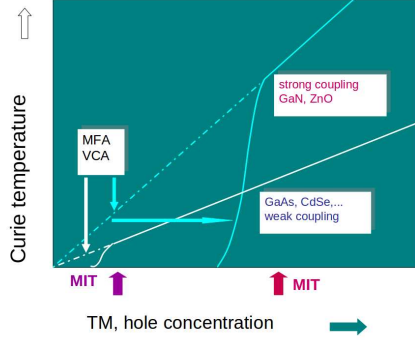 Curie temperature
strong coupling
GaN, ZnO
MFA
VCA
GaAs, CdSe,...
weak coupling
MIT
MIT
TM, hole concentration